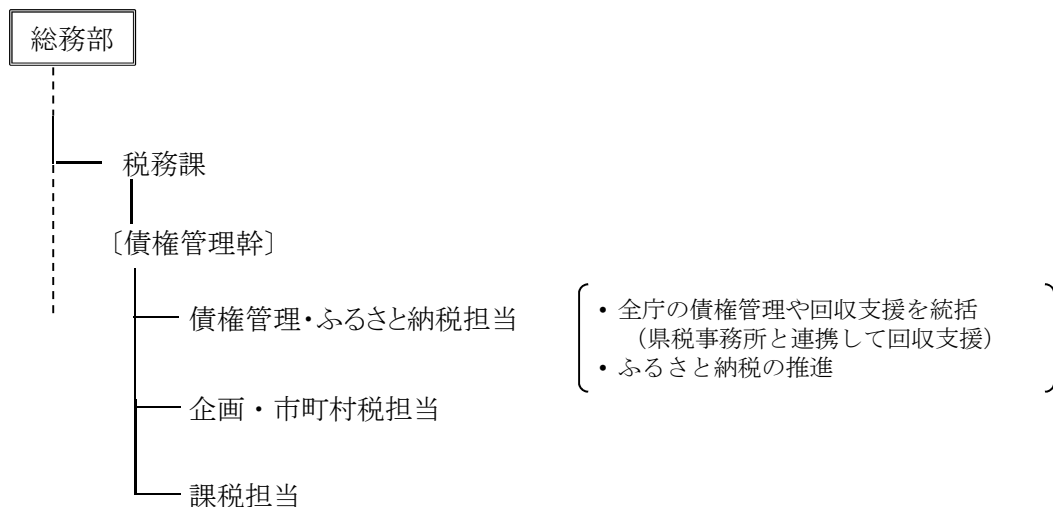 総務部
税務課
〔債権管理幹〕
債権管理・ふるさと納税担当
・全庁の債権管理や回収支援を統括
（県税事務所と連携して回収支援）
・ふるさと納税の推進
企画・市町村税担当
課税担当